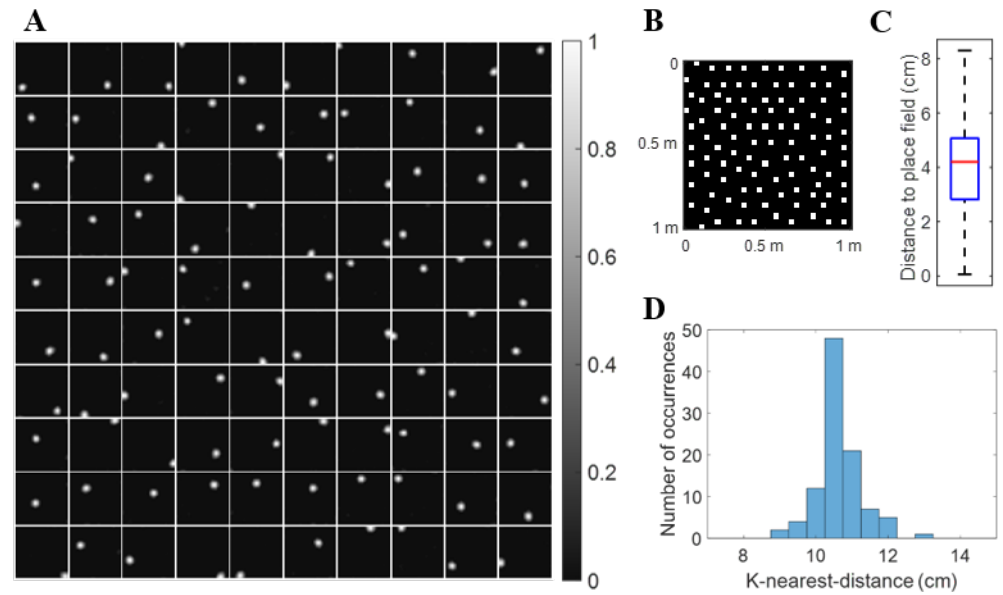 A
1
0.8
0.6
0.4
0.2
0
B
0
0.5 m
1 m
0
0.5 m
1 m
C
Distance to place field (cm)
8
6
4
2
0
D
Number of occurrences
50
40
30
20
10
0
8
10
12
14
K-nearest-distance (cm)